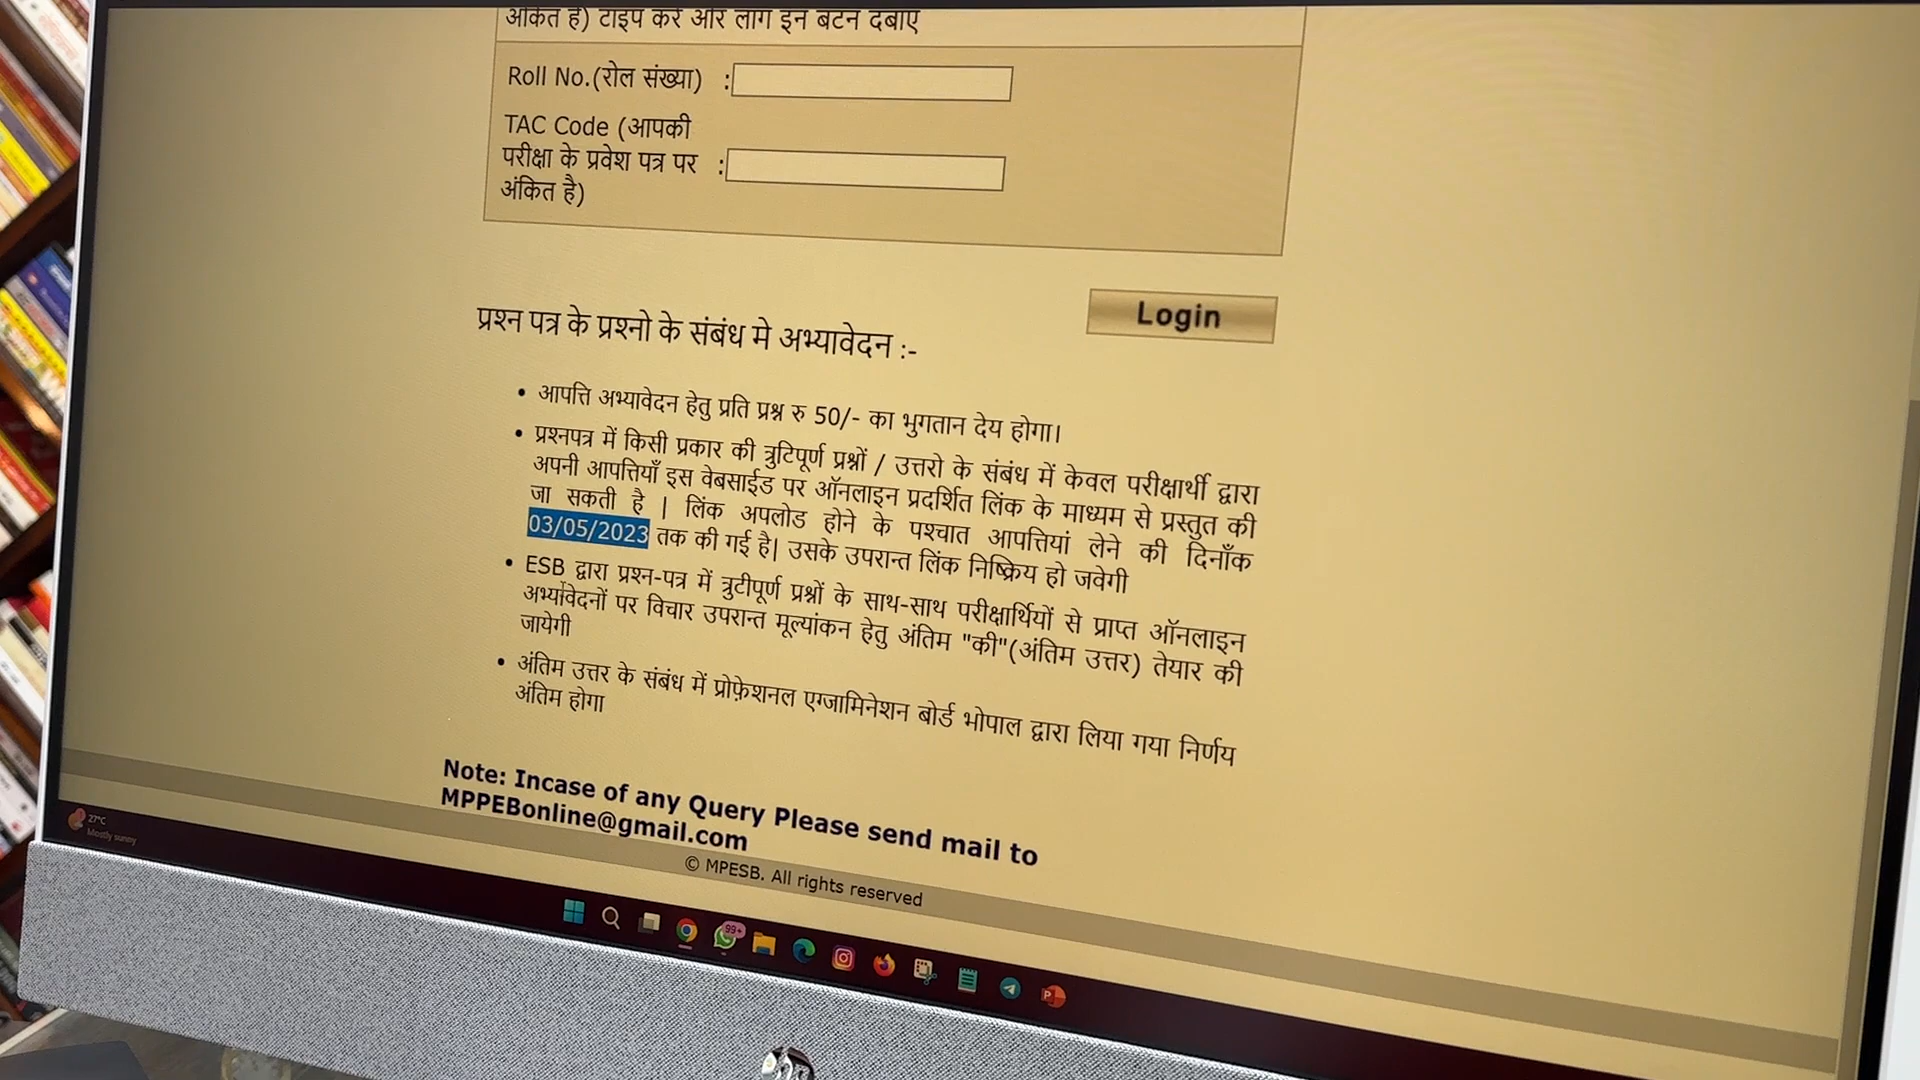 अंकित है) टाइप करें और लॉग इन बटन दबाएं
Roll No.(रोल संख्या) :
TAC Code (आपकी
परीक्षा के प्रवेश पत्र पर :
अंकित है)
Login
प्रश्न पत्र के प्रश्नो के संबंध मे अभ्यावेदन :-
• आपत्ति अभ्यावेदन हेतु प्रति प्रश्न रु 50/- का भुगतान देय होगा।
• प्रश्नपत्र में किसी प्रकार की त्रुटिपूर्ण प्रश्नों / उत्तरो के संबंध में केवल परीक्षार्थी द्वारा
अपनी आपत्तियाँ इस वेबसाईड पर ऑनलाइन प्रदर्शित लिंक के माध्यम से प्रस्तुत की
जा सकती है | लिंक अपलोड होने के पश्चात आपत्तियां लेने की दिनाँक
03/05/2023 तक की गई है| उसके उपरान्त लिंक निष्क्रिय हो जवेगी
• ESB द्वारा प्रश्न-पत्र में त्रुटीपूर्ण प्रश्नों के साथ-साथ परीक्षार्थियों से प्राप्त ऑनलाइन
अभ्यावेदनों पर विचार उपरान्त मूल्यांकन हेतु अंतिम "की"(अंतिम उत्तर) तेयार की
जायेगी
• अंतिम उत्तर के संबंध में प्रोफ़ेशनल एग्जामिनेशन बोर्ड भोपाल द्वारा लिया गया निर्णय
अंतिम होगा
Note: Incase of any Query Please send mail to
MPPEBonline@gmail.com
© MPESB. All rights reserved
27°C
Mostly sunny
99+